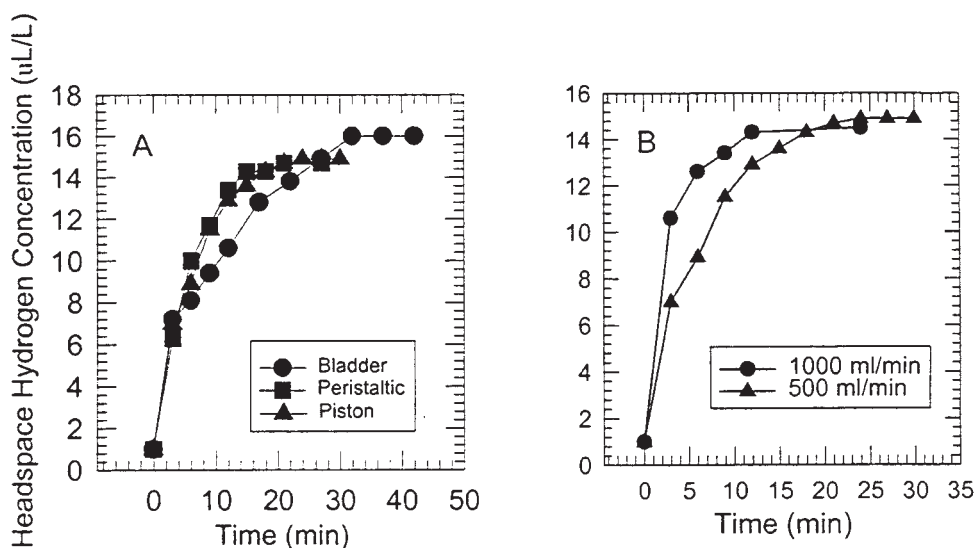 Headspace Hydrogen Concentration (uL/L)
A
18
16
14
12
10
8
6
4
2
0
0 10 20 30 40 50
Time (min)
Bladder
Peristaltic
Piston
B
16
14
12
10
8
6
4
2
0
0 5 10 15 20 25 30 35
Time (min)
1000 ml/min
500 ml/min